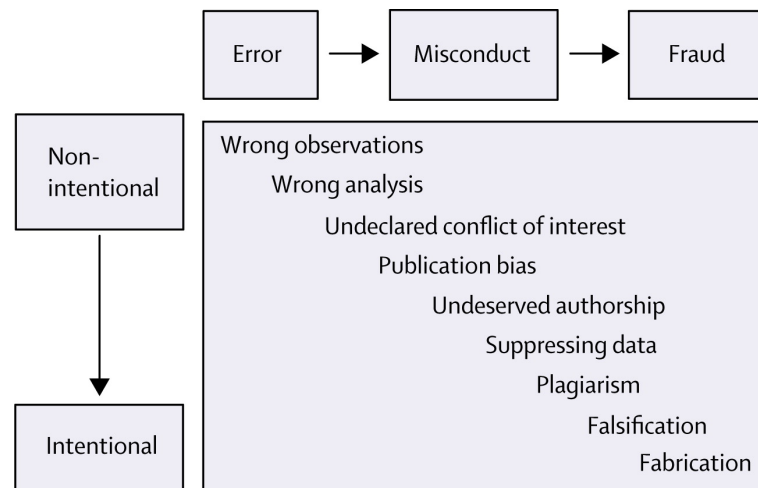 Error
Misconduct
Fraud
Non-
intentional
Wrong observations
Wrong analysis
Undeclared conflict of interest
Publication bias
Undeserved authorship
Suppressing data
Plagiarism
Falsification
Fabrication
Intentional